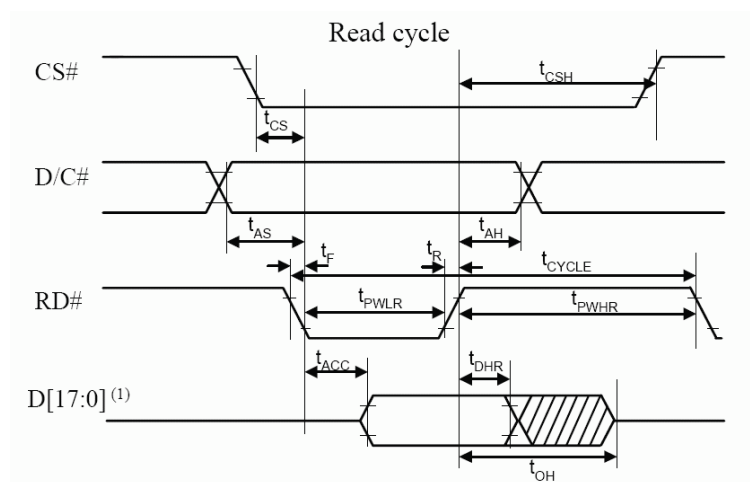 Read cycle
CS#
tCSH
tCS
D/C#
tAS
tAH
tF
tR
tCYCLE
RD#
tPWLR
tPWHR
tACC
tDHR
D[17:0] (1)
tOH